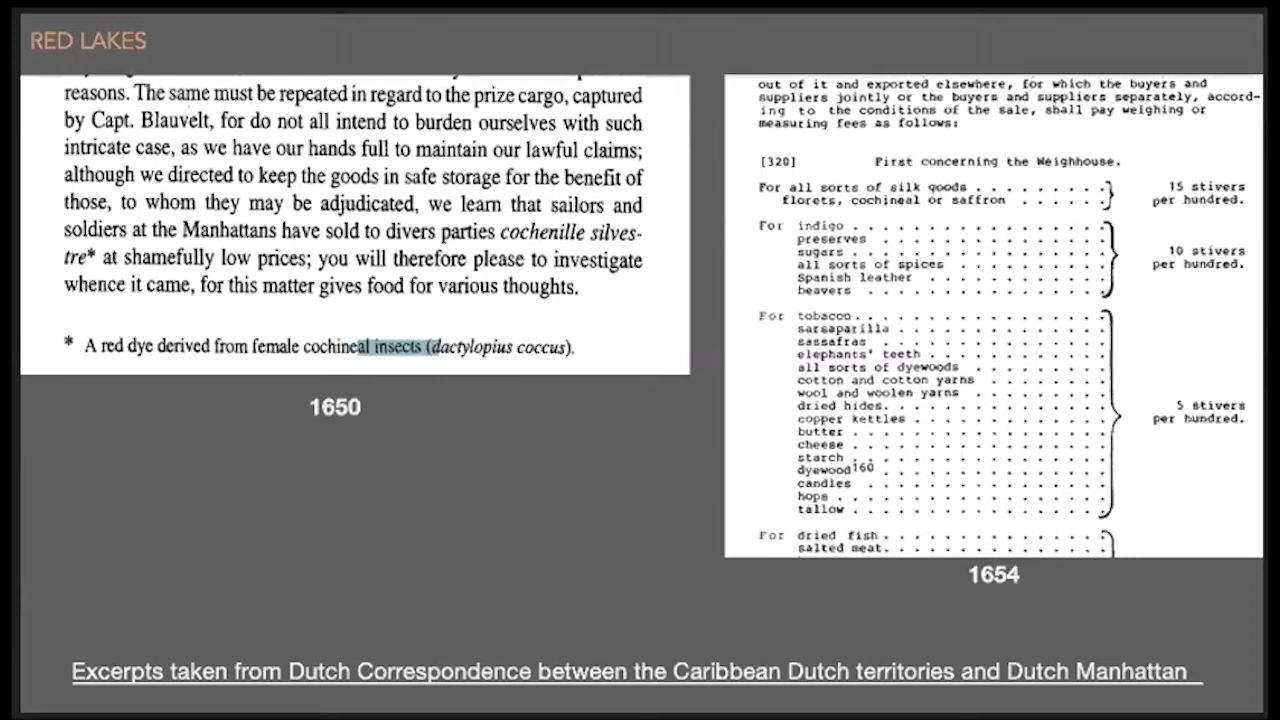 RED LAKES
reasons. The same must be repeated in regard to the prize cargo, captured
by Capt. Blauvelt, for do not all intend to burden ourselves with such
intricate case, as we have our hands full to maintain our lawful claims;
although we directed to keep the goods in safe storage for the benefit of
those, to whom they may be adjudicated, we learn that sailors and
soldiers at the Manhattans have sold to divers parties cochenille silves-
tre* at shamefully low prices; you will therefore please to investigate
whence it came, for this matter gives food for various thoughts.
* A red dye derived from female cochineal insects (dactylopius coccus).
1650
out of it and exported elsewhere, for which the buyers and
suppliers jointly or the buyers and suppliers separately, accord-
ing to the conditions of the sale, shall pay weighing or
measuring fees as follows:
[320] First concerning the Weighhouse.
For all sorts of silk goods . . . . . . . . . } 15 stivers
florets, cochineal or saffron . . . . . . } per hundred.
For indigo
preserves
sugars
all sorts of spices
Spanish leather
beavers
10 stivers
per hundred.
For tobacco
sarsaparilla
sassafras
elephants' teeth
all sorts of dyewoods
cotton and cotton yarns
wool and woolen yarns
dried hides
copper kettles
butter
cheese
starch
dyewood160
candles
hops
tallow
5 stivers
per hundred.
For dried fish
salted meat
1654
Excerpts taken from Dutch Correspondence between the Caribbean Dutch territories and Dutch Manhattan